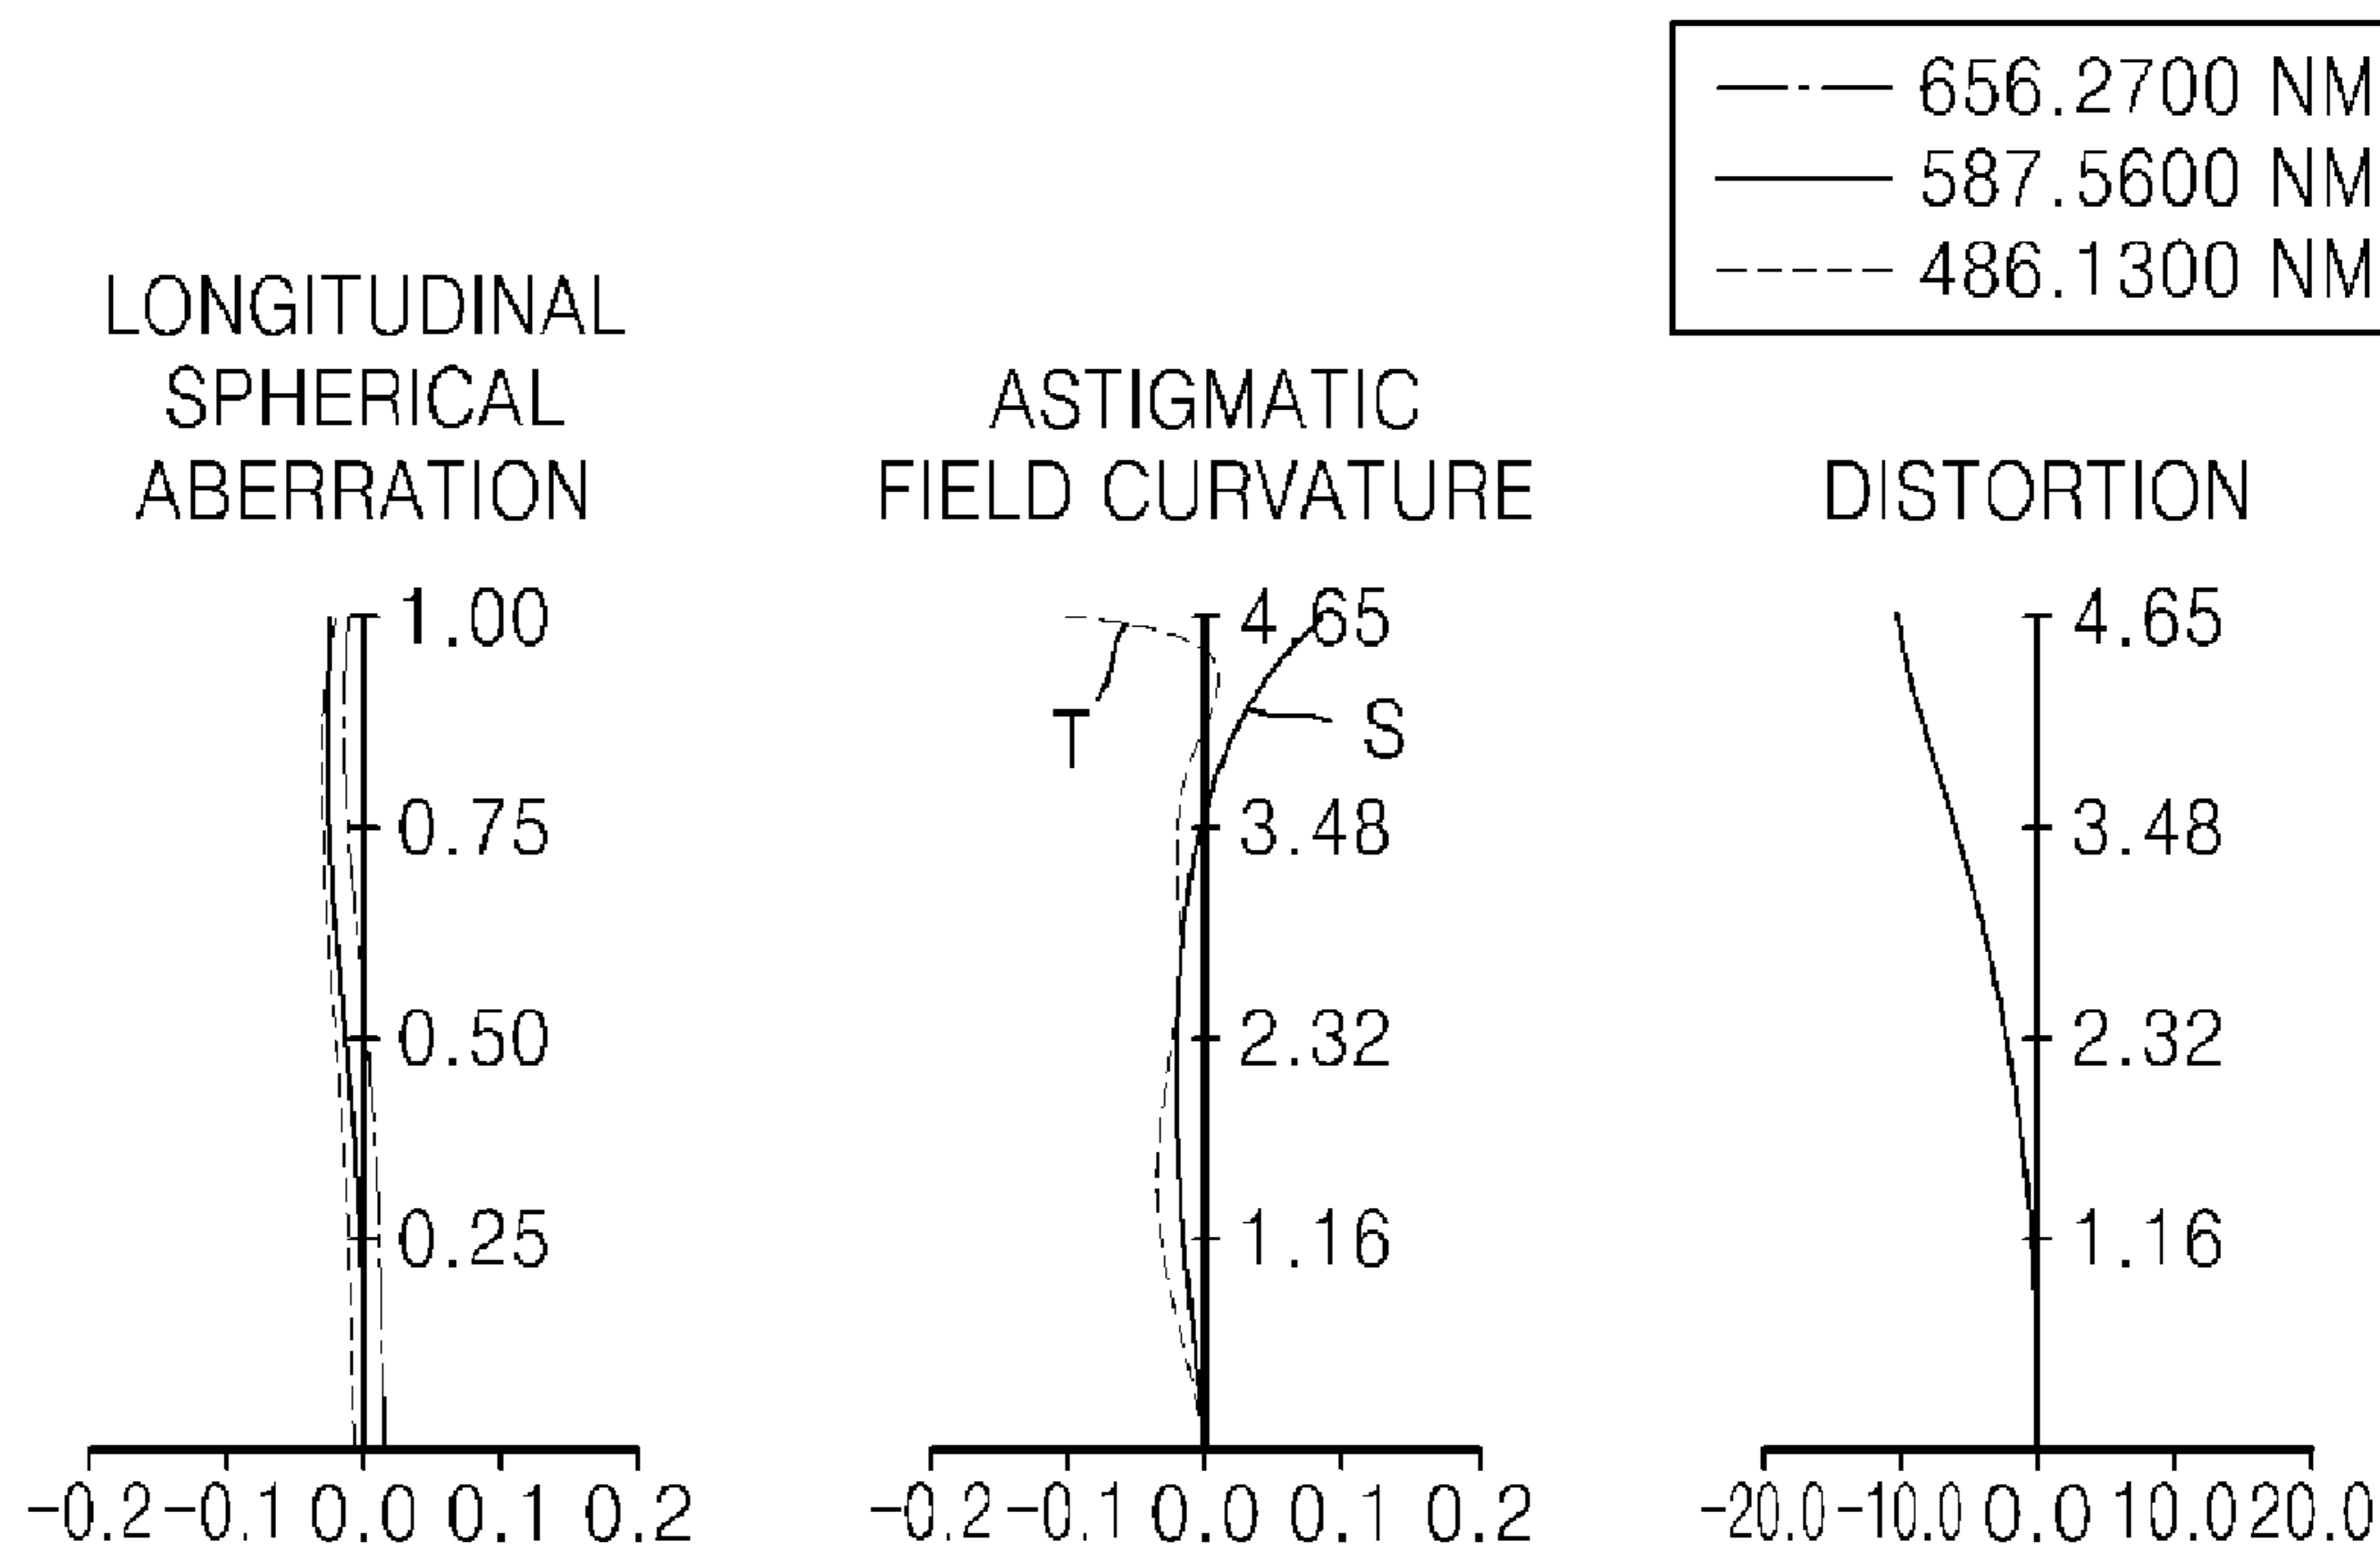 656.2700 NM
587.5600 NM
486.1300 NM
LONGITUDINAL
SPHERICAL
ABERRATION
1.00
0.75
0.50
0.25
-0.2 -0.1 0.0 0.1 0.2
ASTIGMATIC
FIELD CURVATURE
4.65
T
S
3.48
2.32
1.16
-0.2 -0.1 0.0 0.1 0.2
DISTORTION
4.65
3.48
2.32
1.16
-20.0 -10.0 0.0 10.0 20.0